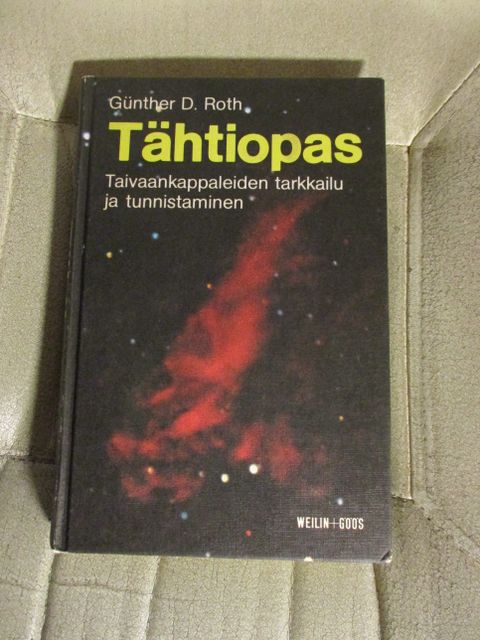 Günther D. Roth
Tähtiopas
Taivaankappaleiden tarkkailu
ja tunnistaminen
WEILIN+GÖÖS